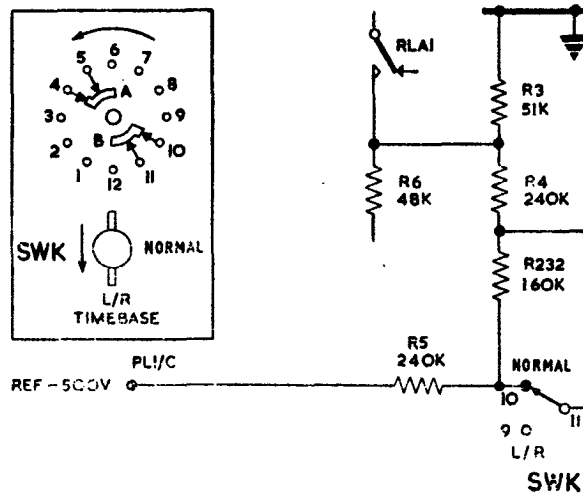 6
5
7
4
A
8
3
9
B
2
10
1
11
12
SWK
NORMAL
L/R
TIMEBASE
RLA1
R3
51K
R6
48K
R4
240K
R232
160K
PL1/C
R5
240K
NORMAL
REF -500V
10
11
9
L/R
SWK